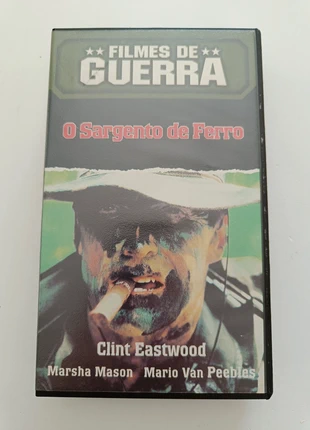 ★★ FILMES DE ★★
GUERRA
O Sargento de Ferro
Clint Eastwood
Marsha Mason Mario Van Peebles